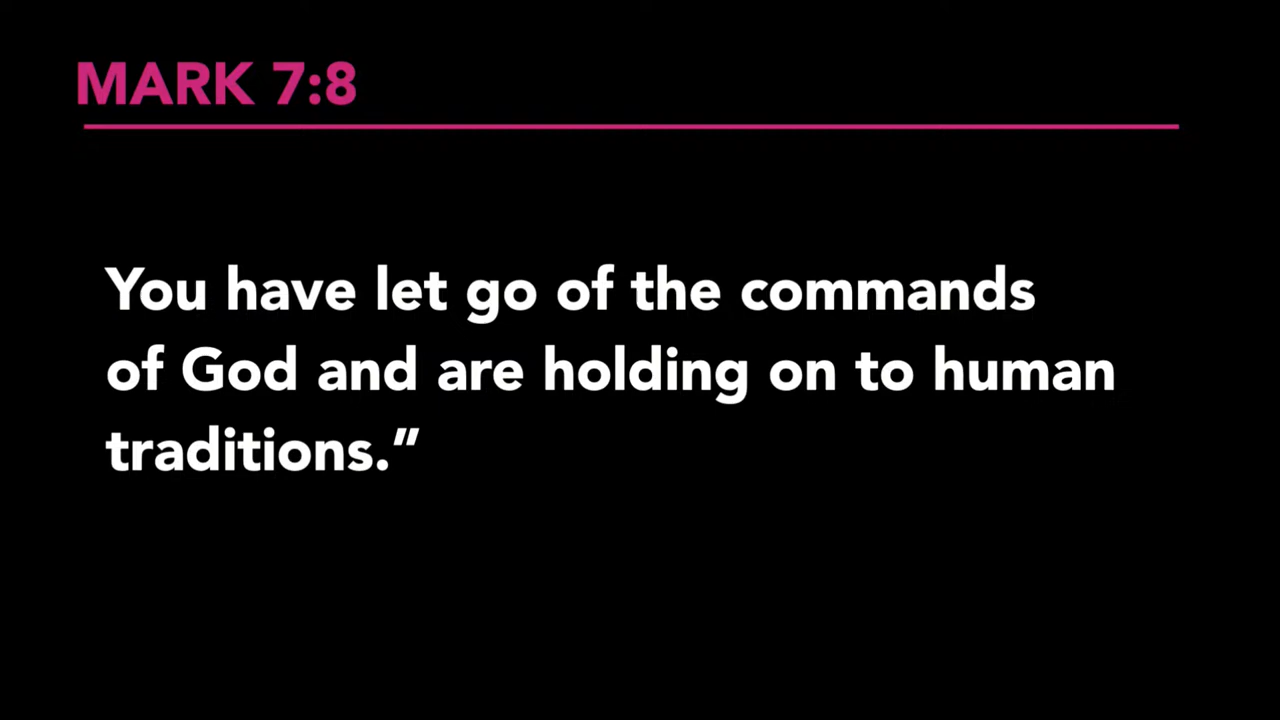 MARK 7:8
You have let go of the commands
of God and are holding on to human
traditions.”